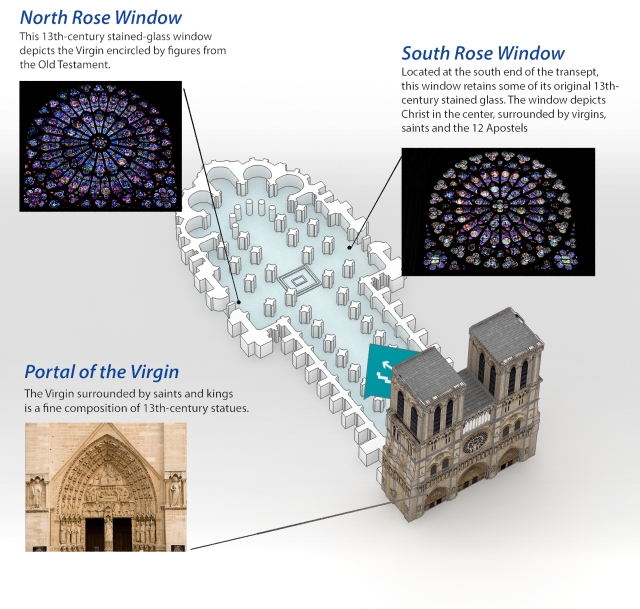 North Rose Window
This 13th-century stained-glass window
depicts the Virgin encircled by figures from
the Old Testament.
South Rose Window
Located at the south end of the transept,
this window retains some of its original 13th-
century stained glass. The window depicts
Christ in the center, surrounded by virgins,
saints and the 12 Apostels
Portal of the Virgin
The Virgin surrounded by saints and kings
is a fine composition of 13th-century statues.